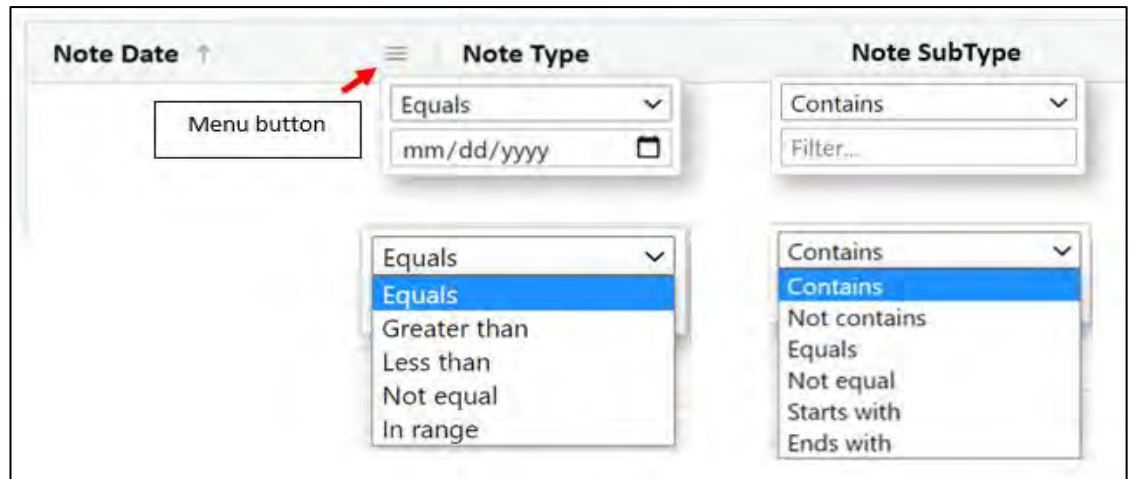 Note Date ↑ Note Type Note SubType
Menu button
Equals
mm/dd/yyyy
Contains
Filter...
Equals
Equals
Greater than
Less than
Not equal
In range
Contains
Contains
Not contains
Equals
Not equal
Starts with
Ends with